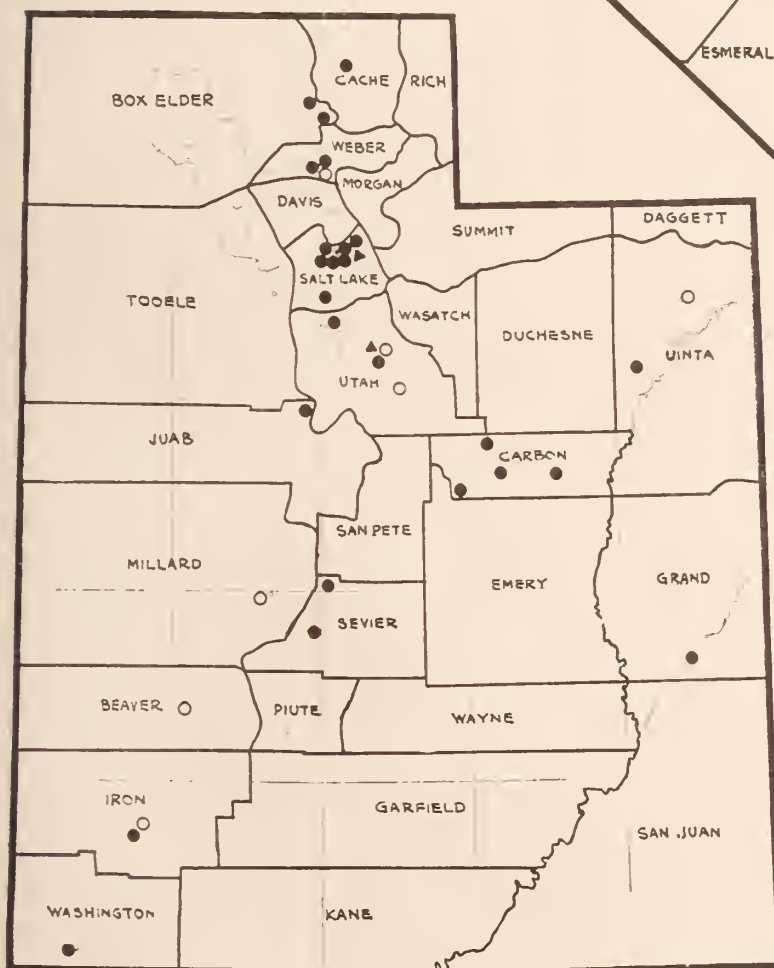 ESMERAL
CACHE
RICH
BOX ELDER
WEBER
MORGAN
DAVIS
DAGGETT
SUMMIT
SALT LAKE
TOOELE
WASATCH
DUCHESNE
UINTA
UTAH
JUAB
CARBON
SAN PETE
MILLARD
EMERY
GRAND
SEVIER
BEAVER
PIUTE
WAYNE
IRON
GARFIELD
SAN JUAN
WASHINGTON
KANE